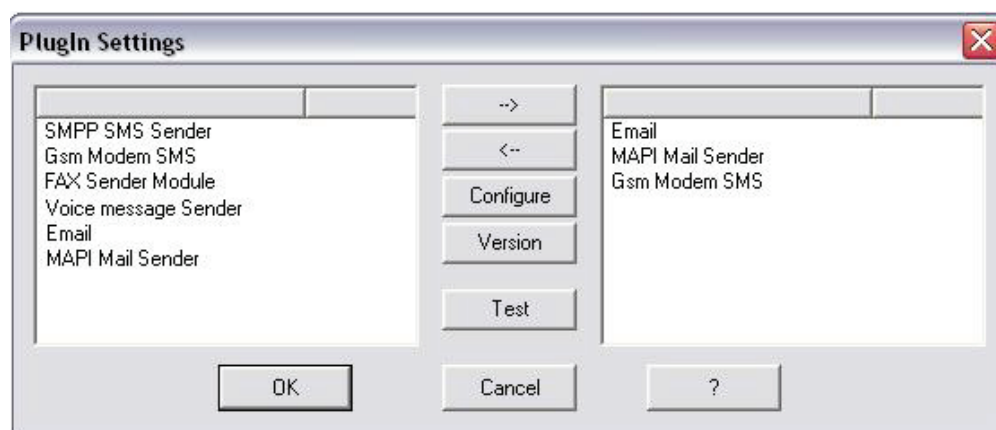 PlugIn Settings
SMPP SMS Sender
Gsm Modem SMS
FAX Sender Module
Voice message Sender
Email
MAPI Mail Sender
-->
<--
Configure
Version
Test
Email
MAPI Mail Sender
Gsm Modem SMS
OK
Cancel
?